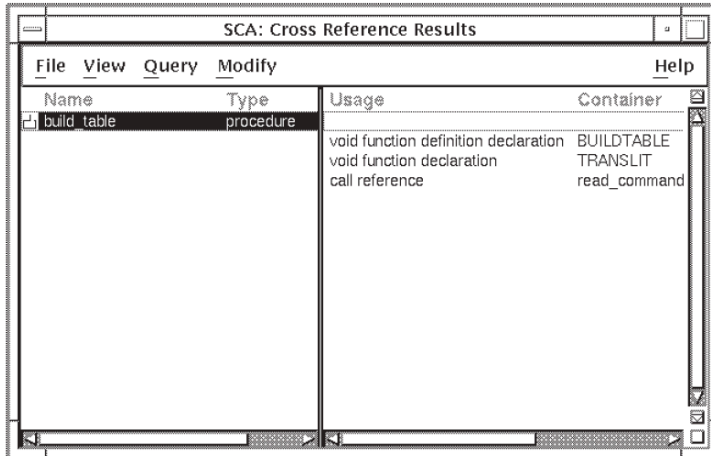 SCA: Cross Reference Results
File View Query Modify Help
Name Type Usage Container
build_table procedure
void function definition declaration BUILDTABLE
void function declaration TRANSLIT
call reference read_command